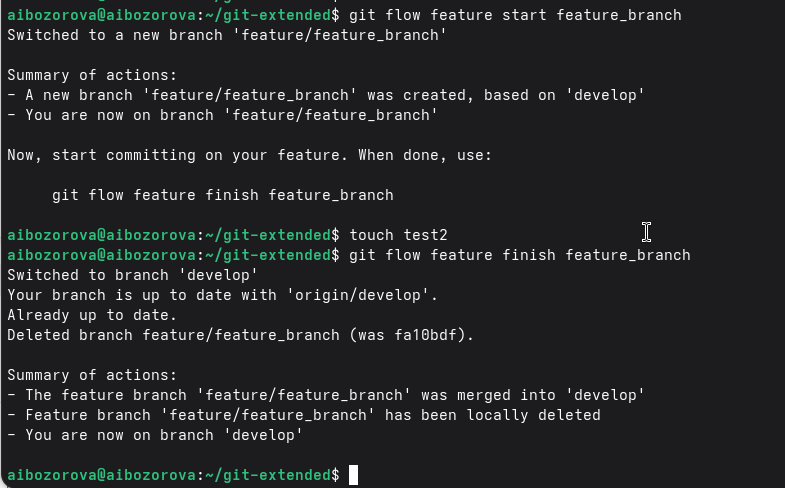 aibozorova@aibozorova:~/git-extended$ git flow feature start feature_branch
Switched to a new branch 'feature/feature_branch'
Summary of actions:
- A new branch 'feature/feature_branch' was created, based on 'develop'
- You are now on branch 'feature/feature_branch'
Now, start committing on your feature. When done, use:
git flow feature finish feature_branch
aibozorova@aibozorova:~/git-extended$ touch test2
aibozorova@aibozorova:~/git-extended$ git flow feature finish feature_branch
Switched to branch 'develop'
Your branch is up to date with 'origin/develop'.
Already up to date.
Deleted branch feature/feature_branch (was fa10bdf).
Summary of actions:
- The feature branch 'feature/feature_branch' was merged into 'develop'
- Feature branch 'feature/feature_branch' has been locally deleted
- You are now on branch 'develop'
aibozorova@aibozorova:~/git-extended$